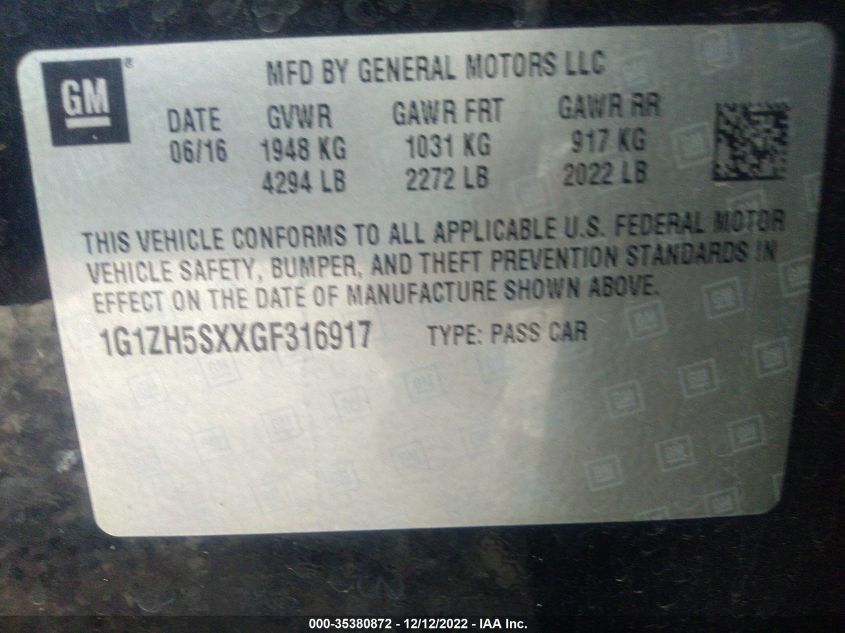 GM ®
MFD BY GENERAL MOTORS LLC
DATE GVWR GAWR FRT GAWR RR
06/16 1948 KG 1031 KG 917 KG
4294 LB 2272 LB 2022 LB
THIS VEHICLE CONFORMS TO ALL APPLICABLE U.S. FEDERAL MOTOR
VEHICLE SAFETY, BUMPER, AND THEFT PREVENTION STANDARDS IN
EFFECT ON THE DATE OF MANUFACTURE SHOWN ABOVE.
1G1ZH5SXXGF316917 TYPE: PASS CAR
000-35380872 - 12/12/2022 - IAA Inc.